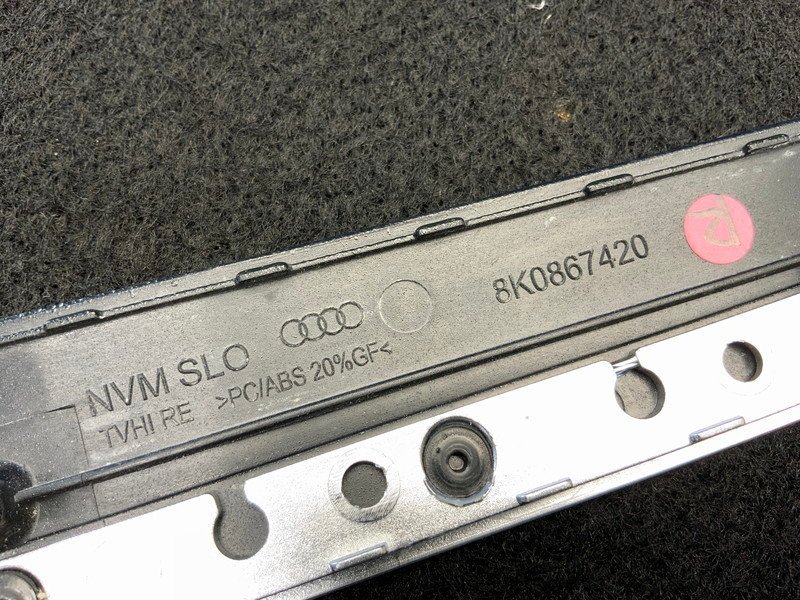 NVM SLO
8K0867420
TVHI RE >PC/ABS 20%GF<
R